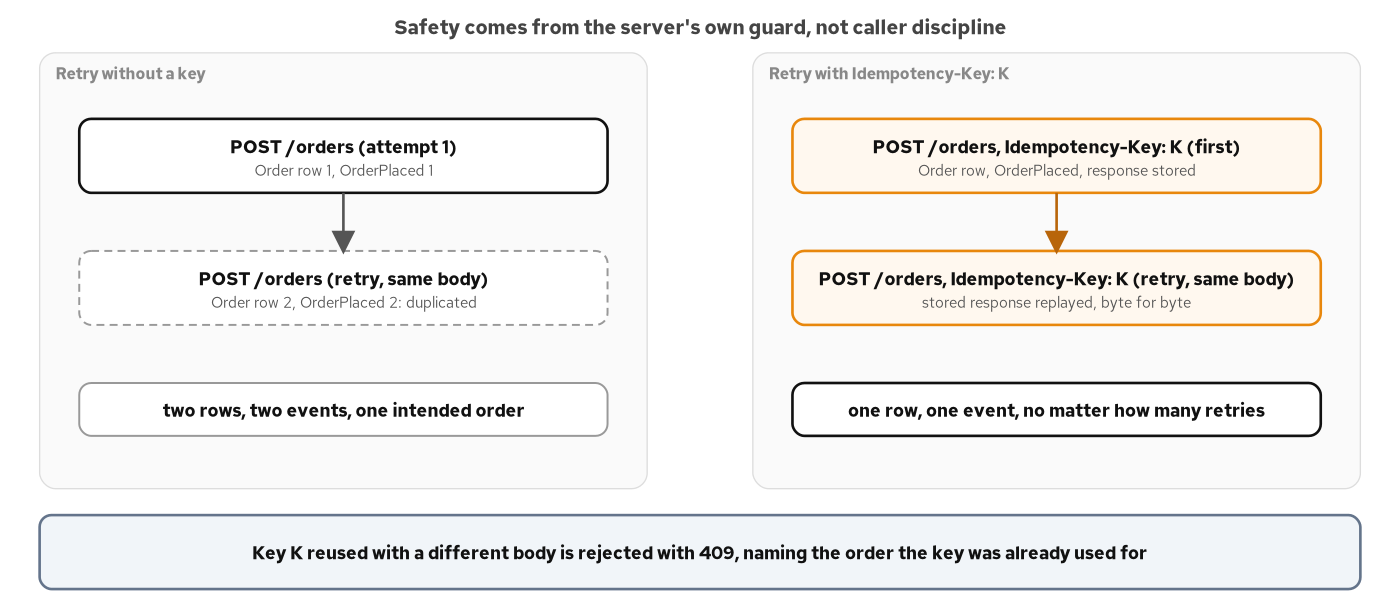 Safety comes from the server's own guard, not caller discipline
Retry without a key
POST /orders (attempt 1)
Order row 1, OrderPlaced 1
POST /orders (retry, same body)
Order row 2, OrderPlaced 2: duplicated
two rows, two events, one intended order
Retry with Idempotency-Key: K
POST /orders, Idempotency-Key: K (first)
Order row, OrderPlaced, response stored
POST /orders, Idempotency-Key: K (retry, same body)
stored response replayed, byte for byte
one row, one event, no matter how many retries
Key K reused with a different body is rejected with 409, naming the order the key was already used for